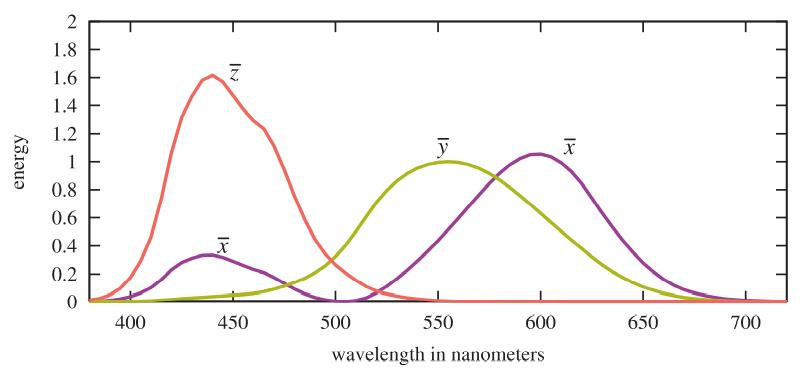 2
1.8
1.6
1.4
1.2
1
0.8
0.6
0.4
0.2
0
energy
z̅
x̅
y̅
x̅
400 450 500 550 600 650 700
wavelength in nanometers